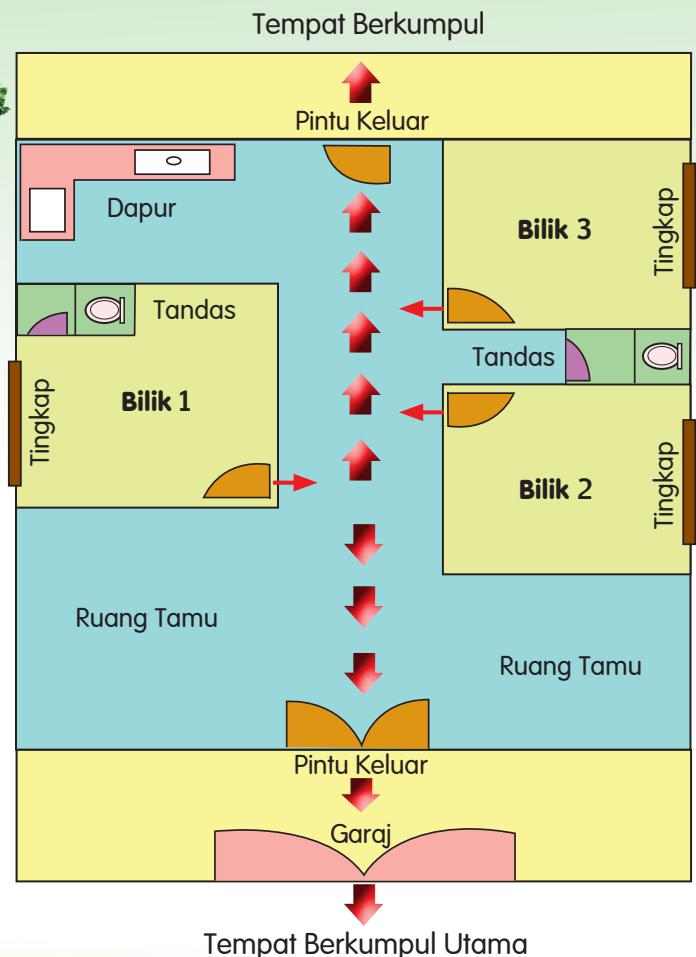 Tempat Berkumpul
Pintu Keluar
Dapur
Bilik 3
Tingkap
Tandas
Tandas
Tingkap
Bilik 1
Bilik 2
Tingkap
Ruang Tamu
Ruang Tamu
Pintu Keluar
Garaj
Tempat Berkumpul Utama